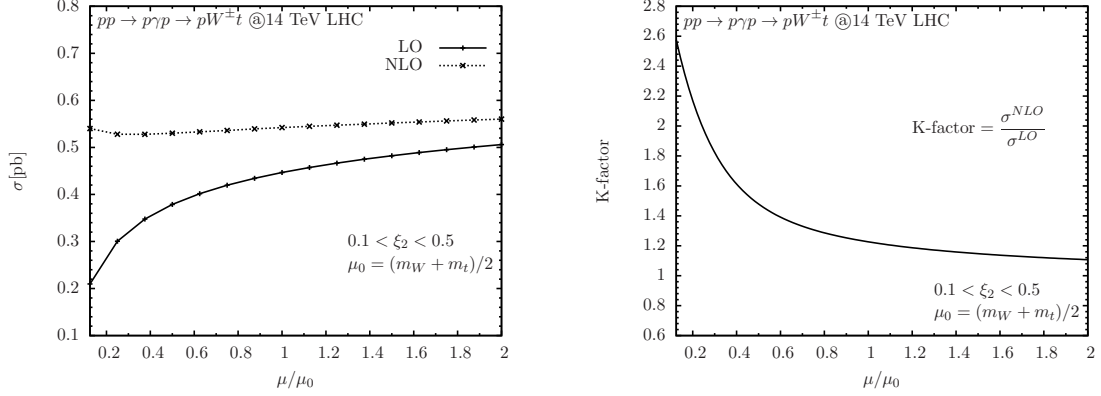 pp → pγp → pW±t @14 TeV LHC
LO
NLO
0.8
0.7
0.6
0.5
0.4
0.3
0.2
0.1
σ[pb]
0.1 < ξ2 < 0.5
μ0 = (mW + mt)/2
0.2 0.4 0.6 0.8 1 1.2 1.4 1.6 1.8 2
μ/μ0
pp → pγp → pW±t @14 TeV LHC
2.8
2.6
2.4
2.2
2
1.8
1.6
1.4
1.2
1
0.8
0.6
K-factor
K-factor = σ^NLO / σ^LO
0.1 < ξ2 < 0.5
μ0 = (mW + mt)/2
0.2 0.4 0.6 0.8 1 1.2 1.4 1.6 1.8 2
μ/μ0